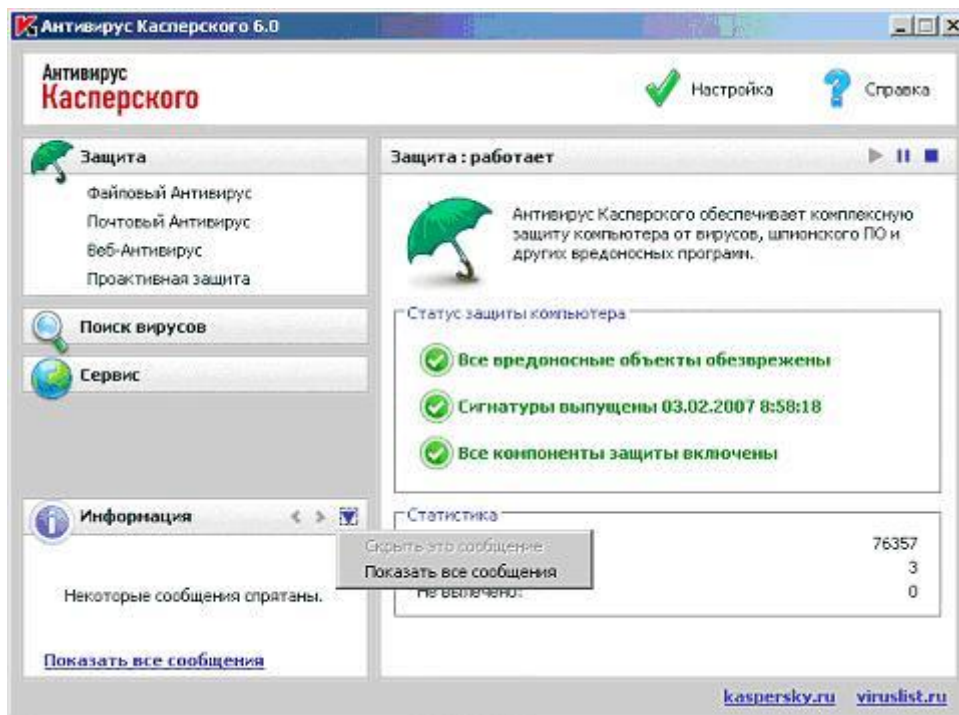 Антивирус Касперского 6.0
Антивирус
Касперского
Настройка
Справка
Защита
Файловый Антивирус
Почтовый Антивирус
Веб-Антивирус
Проактивная защита
Поиск вирусов
Сервис
Защита : работает
Антивирус Касперского обеспечивает комплексную
защиту компьютера от вирусов, шпионского ПО и
других вредоносных программ.
Статус защиты компьютера
Все вредоносные объекты обезврежены
Сигнатуры выпущены 03.02.2007 8:58:18
Все компоненты защиты включены
Информация
Некоторые сообщения спрятаны.
Показать все сообщения
Скрыть это сообщение
Показать все сообщения
Статистика
76357
3
Не вылечено: 0
kaspersky.ru viruslist.ru